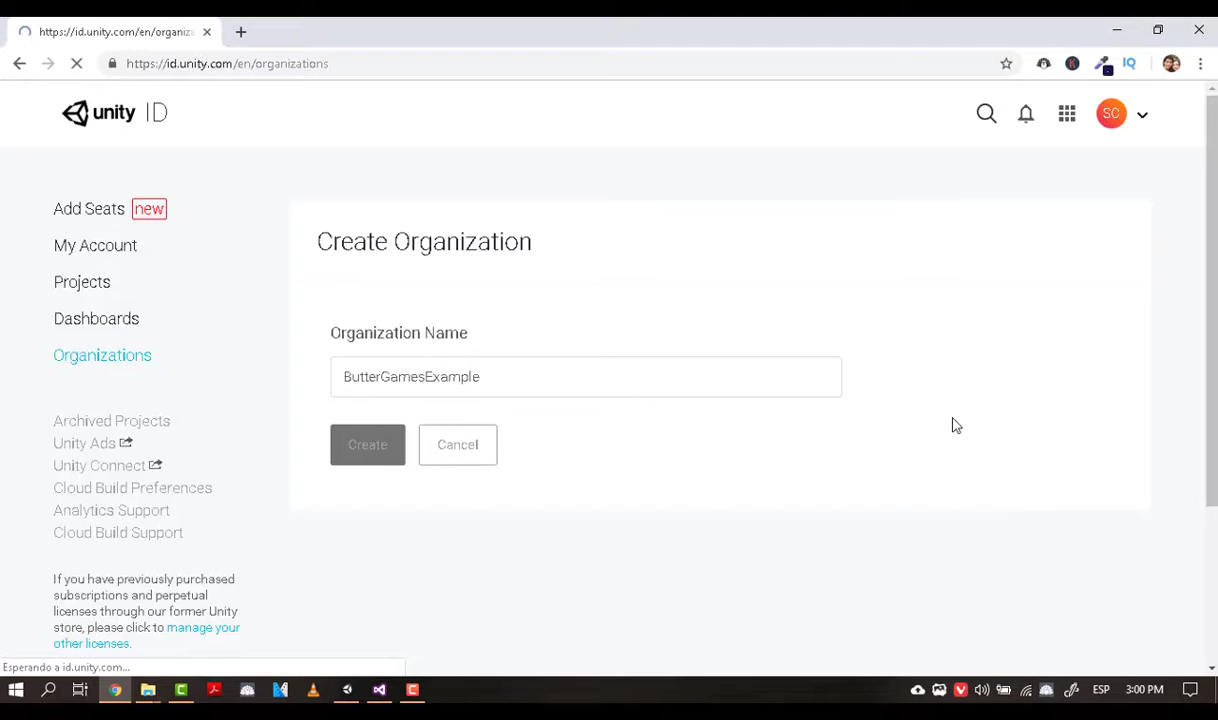 https://id.unity.com/en/organiz
https://id.unity.com/en/organizations
IQ
unity ID
SC
Add Seats new
My Account
Projects
Dashboards
Organizations
Archived Projects
Unity Ads
Unity Connect
Cloud Build Preferences
Analytics Support
Cloud Build Support
If you have previously purchased
subscriptions and perpetual
licenses through our former Unity
store, please click to manage your
other licenses.
Create Organization
Organization Name
ButterGamesExample
Create
Cancel
Esperando a id.unity.com...
ESP
3:00 PM